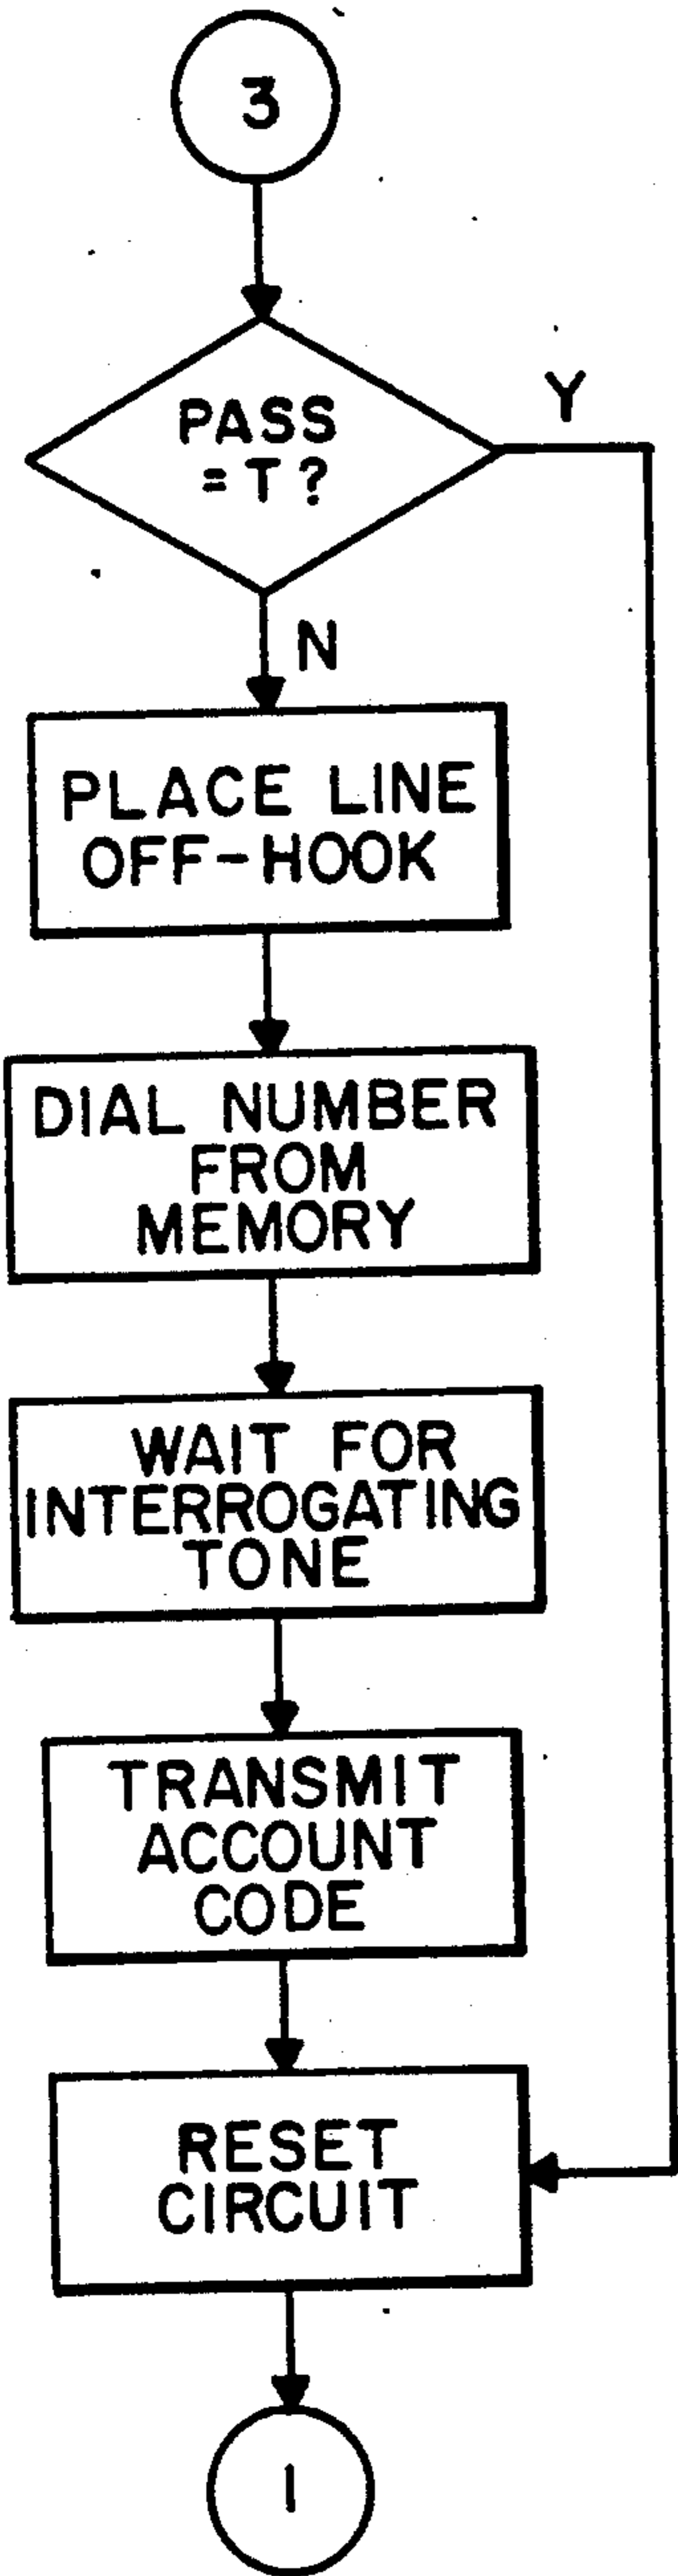 3
PASS
= T ?
Y
N
PLACE LINE
OFF-HOOK
DIAL NUMBER
FROM
MEMORY
WAIT FOR
INTERROGATING
TONE
TRANSMIT
ACCOUNT
CODE
RESET
CIRCUIT
1